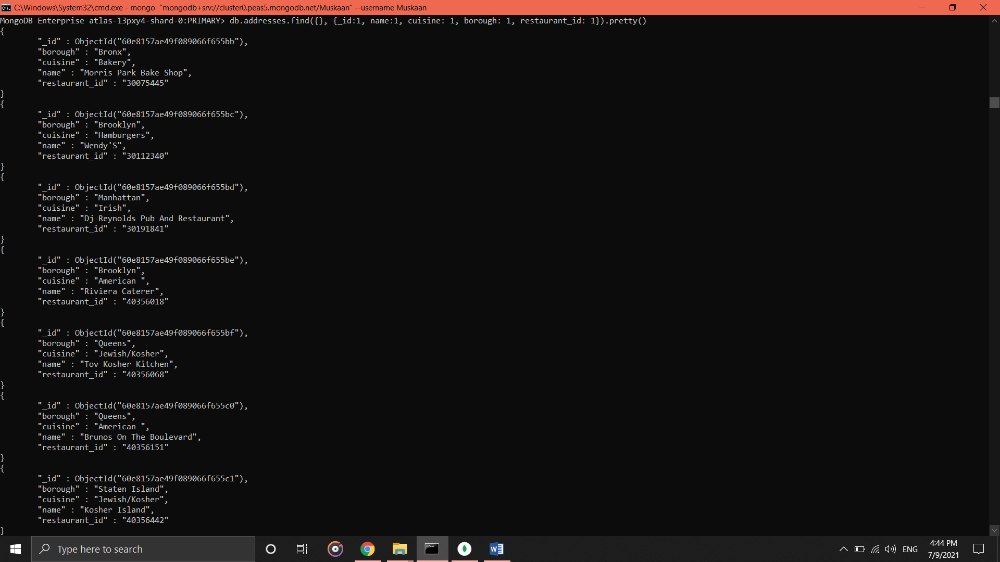 C:\Windows\System32\cmd.exe - mongo  "mongodb+srv://cluster0.peas5.mongodb.net/Muskaan" --username Muskaan
MongoDB Enterprise atlas-13pxy4-shard-0:PRIMARY> db.addresses.find({}, {_id:1, name:1, cuisine: 1, borough: 1, restaurant_id: 1}).pretty()
{
        "_id" : ObjectId("60e8157ae49f089066f655bb"),
        "borough" : "Bronx",
        "cuisine" : "Bakery",
        "name" : "Morris Park Bake Shop",
        "restaurant_id" : "30075445"
}
{
        "_id" : ObjectId("60e8157ae49f089066f655bc"),
        "borough" : "Brooklyn",
        "cuisine" : "Hamburgers",
        "name" : "Wendy'S",
        "restaurant_id" : "30112340"
}
{
        "_id" : ObjectId("60e8157ae49f089066f655bd"),
        "borough" : "Manhattan",
        "cuisine" : "Irish",
        "name" : "Dj Reynolds Pub And Restaurant",
        "restaurant_id" : "30191841"
}
{
        "_id" : ObjectId("60e8157ae49f089066f655be"),
        "borough" : "Brooklyn",
        "cuisine" : "American ",
        "name" : "Riviera Caterer",
        "restaurant_id" : "40356018"
}
{
        "_id" : ObjectId("60e8157ae49f089066f655bf"),
        "borough" : "Queens",
        "cuisine" : "Jewish/Kosher",
        "name" : "Tov Kosher Kitchen",
        "restaurant_id" : "40356068"
}
{
        "_id" : ObjectId("60e8157ae49f089066f655c0"),
        "borough" : "Queens",
        "cuisine" : "American ",
        "name" : "Brunos On The Boulevard",
        "restaurant_id" : "40356151"
}
{
        "_id" : ObjectId("60e8157ae49f089066f655c1"),
        "borough" : "Staten Island",
        "cuisine" : "Jewish/Kosher",
        "name" : "Kosher Island",
        "restaurant_id" : "40356442"
}
Type here to search
ENG
4:44 PM
7/9/2021